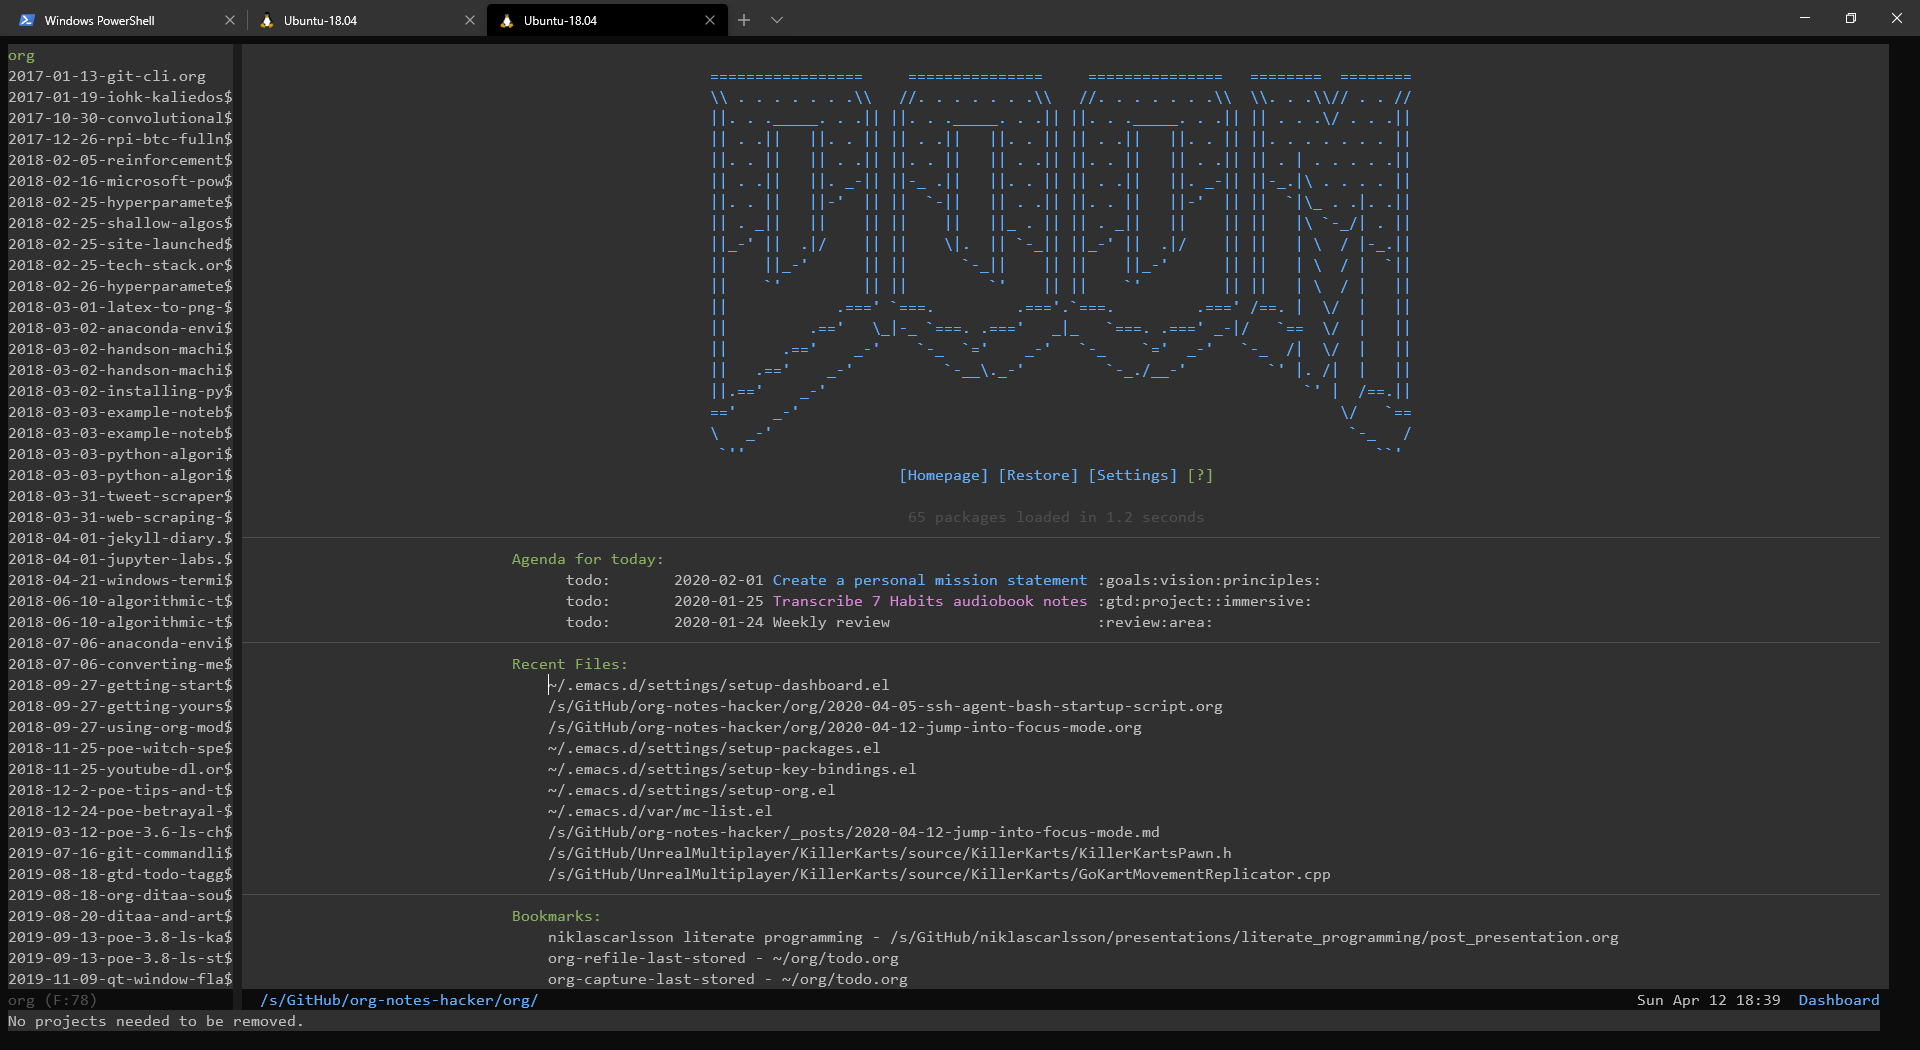 Windows PowerShell
Ubuntu-18.04
Ubuntu-18.04
org
2017-01-13-git-cli.org
2017-01-19-iohk-kaliedos$
2017-10-30-convolutional$
2017-12-26-rpi-btc-fulln$
2018-02-05-reinforcement$
2018-02-16-microsoft-pow$
2018-02-25-hyperparamete$
2018-02-25-shallow-algos$
2018-02-25-site-launched$
2018-02-25-tech-stack.or$
2018-02-26-hyperparamete$
2018-03-01-latex-to-png-$
2018-03-02-anaconda-envi$
2018-03-02-handson-machi$
2018-03-02-handson-machi$
2018-03-02-installing-py$
2018-03-03-example-noteb$
2018-03-03-example-noteb$
2018-03-03-python-algori$
2018-03-03-python-algori$
2018-03-31-tweet-scraper$
2018-03-31-web-scraping-$
2018-04-01-jekyll-diary.$
2018-04-01-jupyter-labs.$
2018-04-21-windows-termi$
2018-06-10-algorithmic-t$
2018-06-10-algorithmic-t$
2018-07-06-anaconda-envi$
2018-07-06-converting-me$
2018-09-27-getting-start$
2018-09-27-getting-yours$
2018-09-27-using-org-mod$
2018-11-25-poe-witch-spe$
2018-11-25-youtube-dl.or$
2018-12-2-poe-tips-and-t$
2018-12-24-poe-betrayal-$
2019-03-12-poe-3.6-ls-ch$
2019-07-16-git-commandli$
2019-08-18-gtd-todo-tagg$
2019-08-18-org-ditaa-sou$
2019-08-20-ditaa-and-art$
2019-09-13-poe-3.8-ls-ka$
2019-09-13-poe-3.8-ls-st$
2019-11-09-qt-window-fla$
org (F:78)
[Homepage] [Restore] [Settings] [?]
65 packages loaded in 1.2 seconds
Agenda for today:
todo: 2020-02-01 Create a personal mission statement :goals:vision:principles:
todo: 2020-01-25 Transcribe 7 Habits audiobook notes :gtd:project::immersive:
todo: 2020-01-24 Weekly review :review:area:
Recent Files:
~/.emacs.d/settings/setup-dashboard.el
/s/GitHub/org-notes-hacker/org/2020-04-05-ssh-agent-bash-startup-script.org
/s/GitHub/org-notes-hacker/org/2020-04-12-jump-into-focus-mode.org
~/.emacs.d/settings/setup-packages.el
~/.emacs.d/settings/setup-key-bindings.el
~/.emacs.d/settings/setup-org.el
~/.emacs.d/var/mc-list.el
/s/GitHub/org-notes-hacker/_posts/2020-04-12-jump-into-focus-mode.md
/s/GitHub/UnrealMultiplayer/KillerKarts/source/KillerKarts/KillerKartsPawn.h
/s/GitHub/UnrealMultiplayer/KillerKarts/source/KillerKarts/GoKartMovementReplicator.cpp
Bookmarks:
niklascarlsson literate programming - /s/GitHub/niklascarlsson/presentations/literate_programming/post_presentation.org
org-refile-last-stored - ~/org/todo.org
org-capture-last-stored - ~/org/todo.org
/s/GitHub/org-notes-hacker/org/
Sun Apr 12 18:39 Dashboard
No projects needed to be removed.